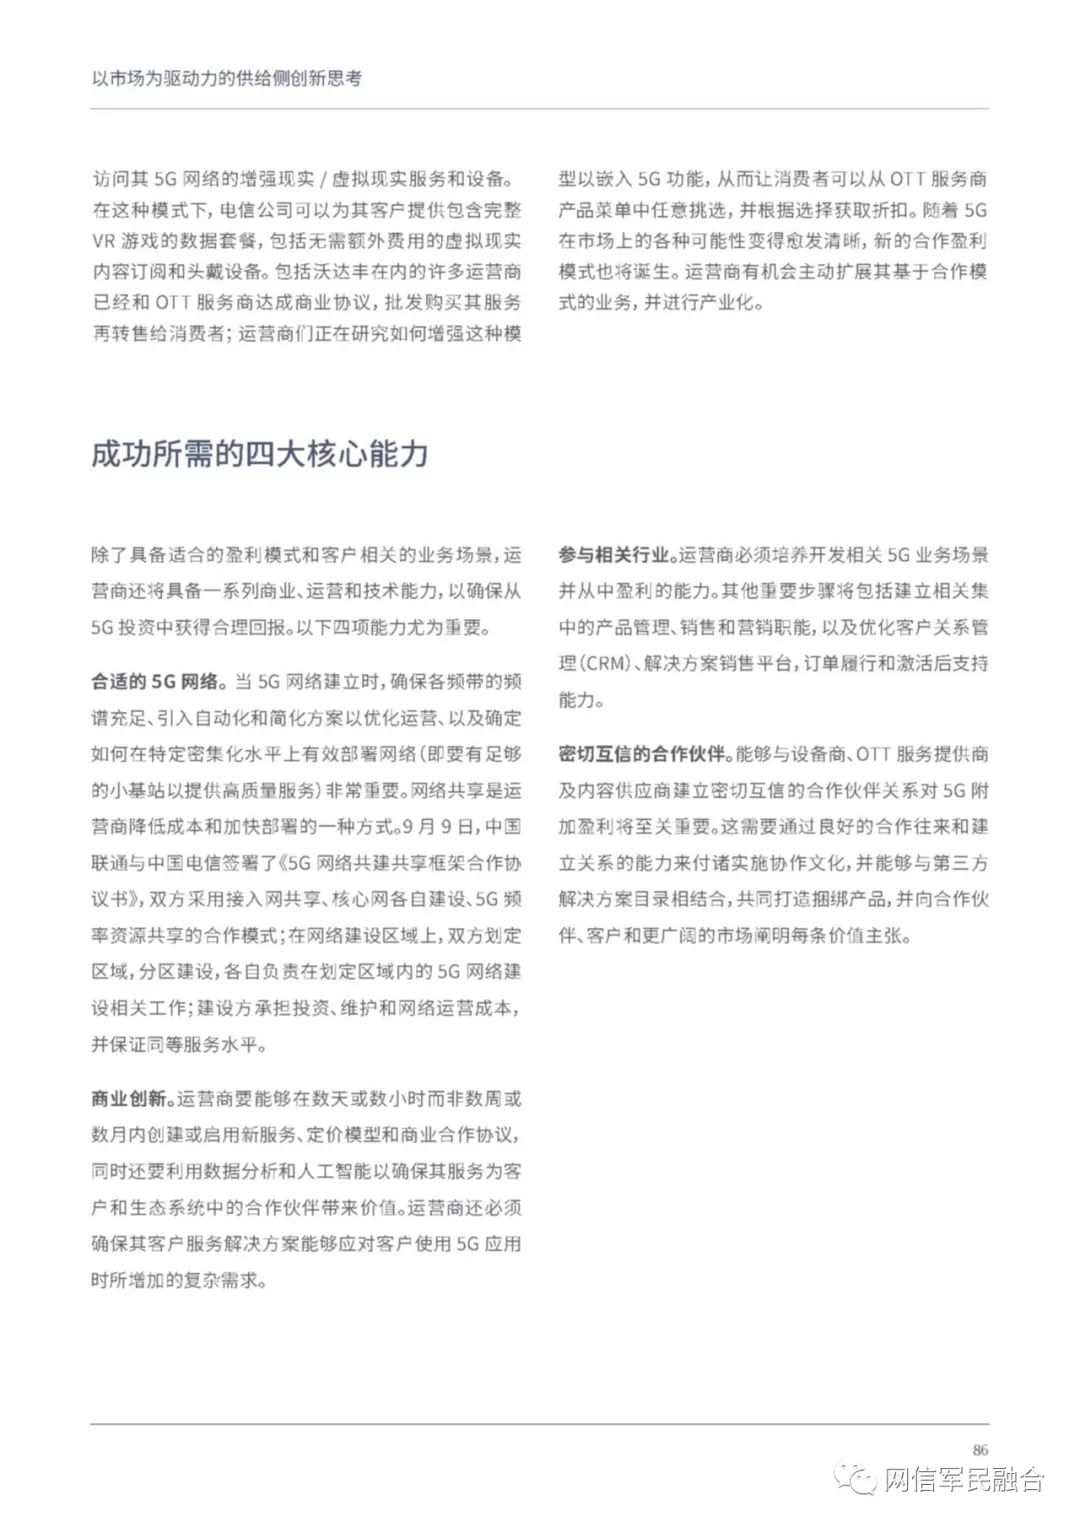 以市场为驱动力的供给侧创新思考
访问其 5G 网络的增强现实 / 虚拟现实服务和设备。
在这种模式下，电信公司可以为其客户提供包含完整
VR 游戏的数据套餐，包括无需额外费用的虚拟现实
内容订阅和头戴设备。包括沃达丰在内的许多运营商
已经和 OTT 服务商达成商业协议，批发购买其服务
再转售给消费者；运营商们正在研究如何增强这种模
型以嵌入 5G 功能，从而让消费者可以从 OTT 服务商
产品菜单中任意挑选，并根据选择获取折扣。随着 5G
在市场上的各种可能性变得愈发清晰，新的合作盈利
模式也将诞生。运营商有机会主动扩展其基于合作模
式的业务，并进行产业化。
成功所需的四大核心能力
除了具备适合的盈利模式和客户相关的业务场景，运
营商还将具备一系列商业、运营和技术能力，以确保从
5G 投资中获得合理回报。以下四项能力尤为重要。
合适的 5G 网络。当 5G 网络建立时，确保各频带的频
谱充足、引入自动化和简化方案以优化运营、以及确定
如何在特定密集化水平上有效部署网络（即要有足够
的小基站以提供高质量服务）非常重要。网络共享是运
营商降低成本和加快部署的一种方式。9 月 9 日，中国
联通与中国电信签署了《5G 网络共建共享框架合作协
议书》，双方采用接入网共享、核心网各自建设、5G 频
率资源共享的合作模式；在网络建设区域上，双方划定
区域，分区建设，各自负责在划定区域内的 5G 网络建
设相关工作；建设方承担投资、维护和网络运营成本，
并保证同等服务水平。
商业创新。运营商要能够在数天或数小时而非数周或
数月内创建或启用新服务、定价模型和商业合作协议，
同时还要利用数据分析和人工智能以确保其服务为客
户和生态系统中的合作伙伴带来价值。运营商还必须
确保其客户服务解决方案能够应对客户使用 5G 应用
时所增加的复杂需求。
参与相关行业。运营商必须培养开发相关 5G 业务场景
并从中盈利的能力。其他重要步骤将包括建立相关集
中的产品管理、销售和营销职能，以及优化客户关系管
理（CRM）、解决方案销售平台，订单履行和激活后支持
能力。
密切互信的合作伙伴。能够与设备商、OTT 服务提供商
及内容供应商建立密切互信的合作伙伴关系对 5G 附
加盈利将至关重要。这需要通过良好的合作往来和建
立关系的能力来付诸实施协作文化，并能够与第三方
解决方案目录相结合，共同打造捆绑产品，并向合作伙
伴、客户和更广阔的市场阐明每条价值主张。
86
网信军民融合